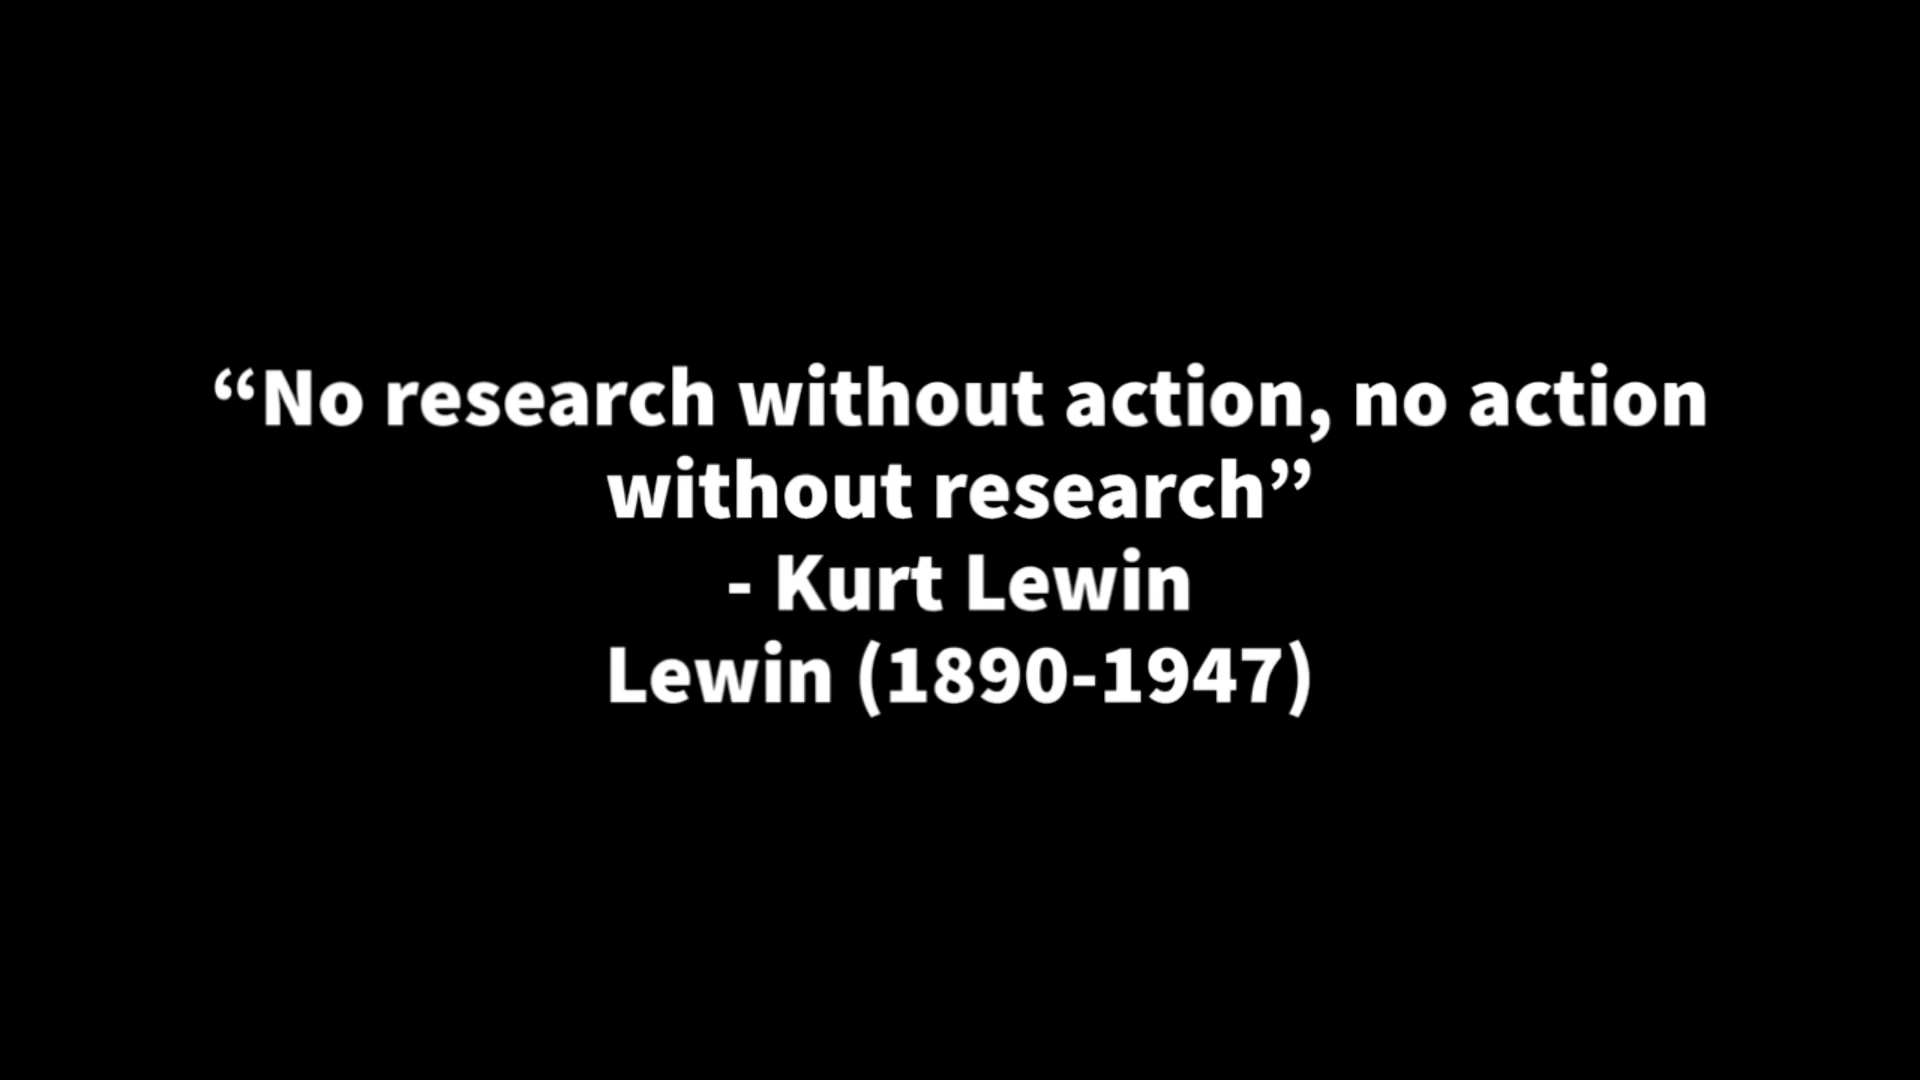 “No research without action, no action
without research”
- Kurt Lewin
Lewin (1890-1947)